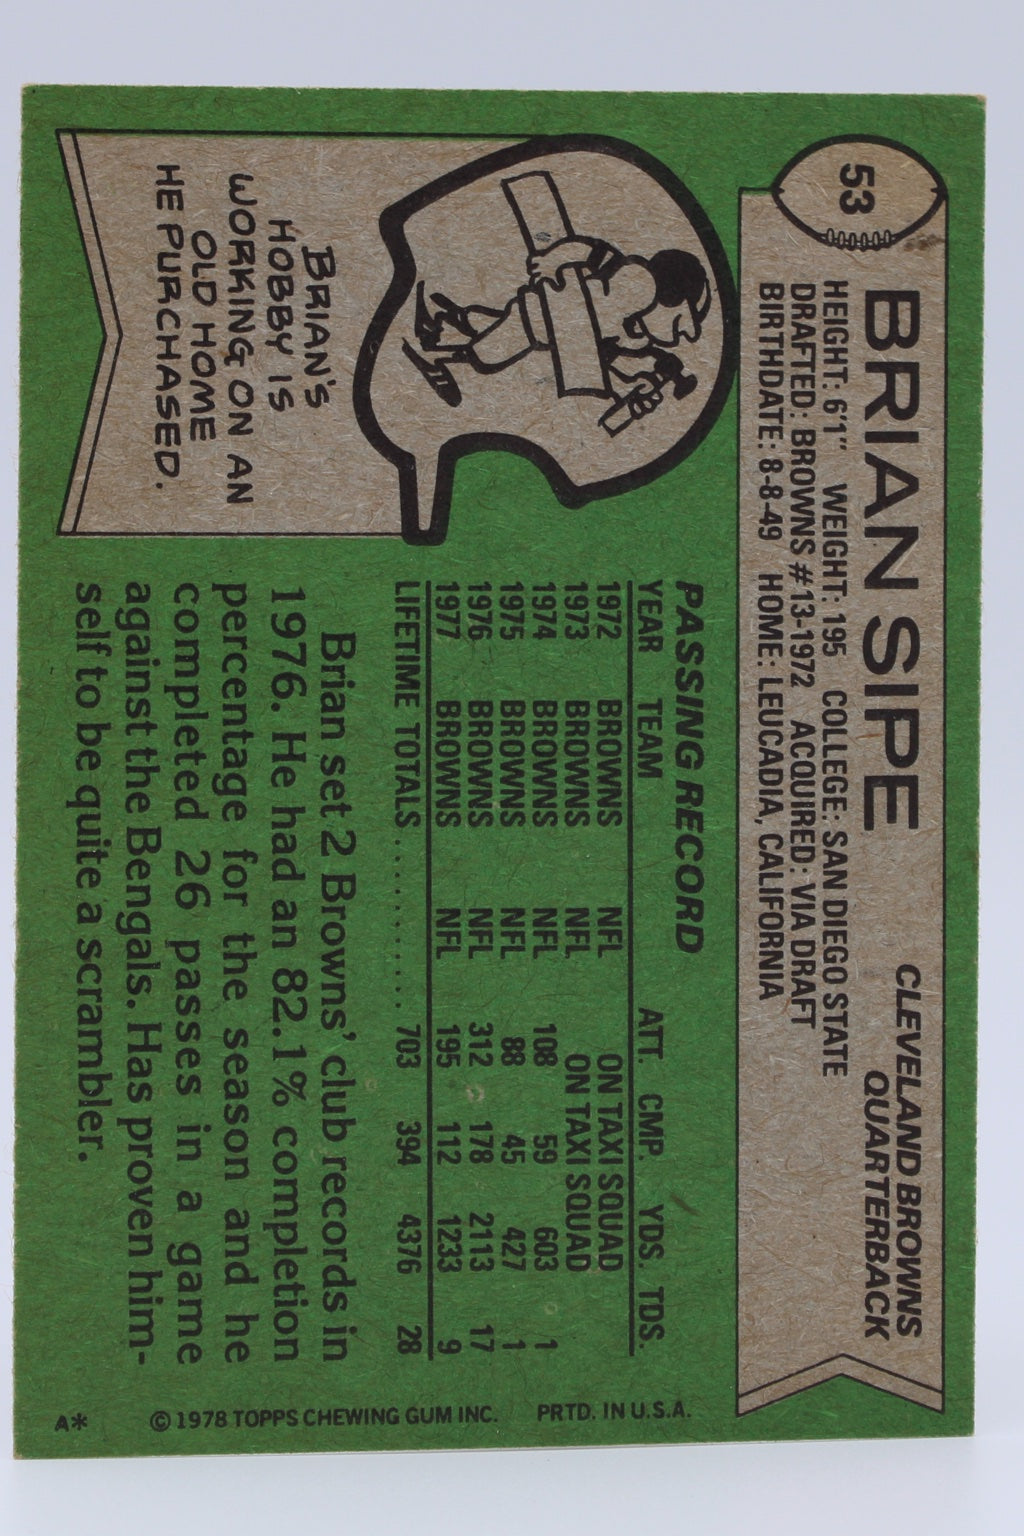 53
BRIAN SIPE
CLEVELAND BROWNS
QUARTERBACK
HEIGHT: 6'1" WEIGHT: 195 COLLEGE: SAN DIEGO STATE
DRAFTED: BROWNS #13-1972 ACQUIRED: VIA DRAFT
BIRTHDATE: 8-8-49 HOME: LEUCADIA, CALIFORNIA
BRIAN'S
HOBBY IS
WORKING ON AN
OLD HOME
HE PURCHASED.
PASSING RECORD
YEAR TEAM ATT. CMP. YDS. TDS.
1972 BROWNS NFL ON TAXI SQUAD
1973 BROWNS NFL ON TAXI SQUAD
1974 BROWNS NFL 108 59 603 1
1975 BROWNS NFL 88 45 427 1
1976 BROWNS NFL 312 178 2113 17
1977 BROWNS NFL 195 112 1233 9
LIFETIME TOTALS.............. 703 394 4376 28
Brian set 2 Browns' club records in
1976. He had an 82.1% completion
percentage for the season and he
completed 26 passes in a game
against the Bengals. Has proven him-
self to be quite a scrambler.
A* © 1978 TOPPS CHEWING GUM INC. PRTD. IN U.S.A.